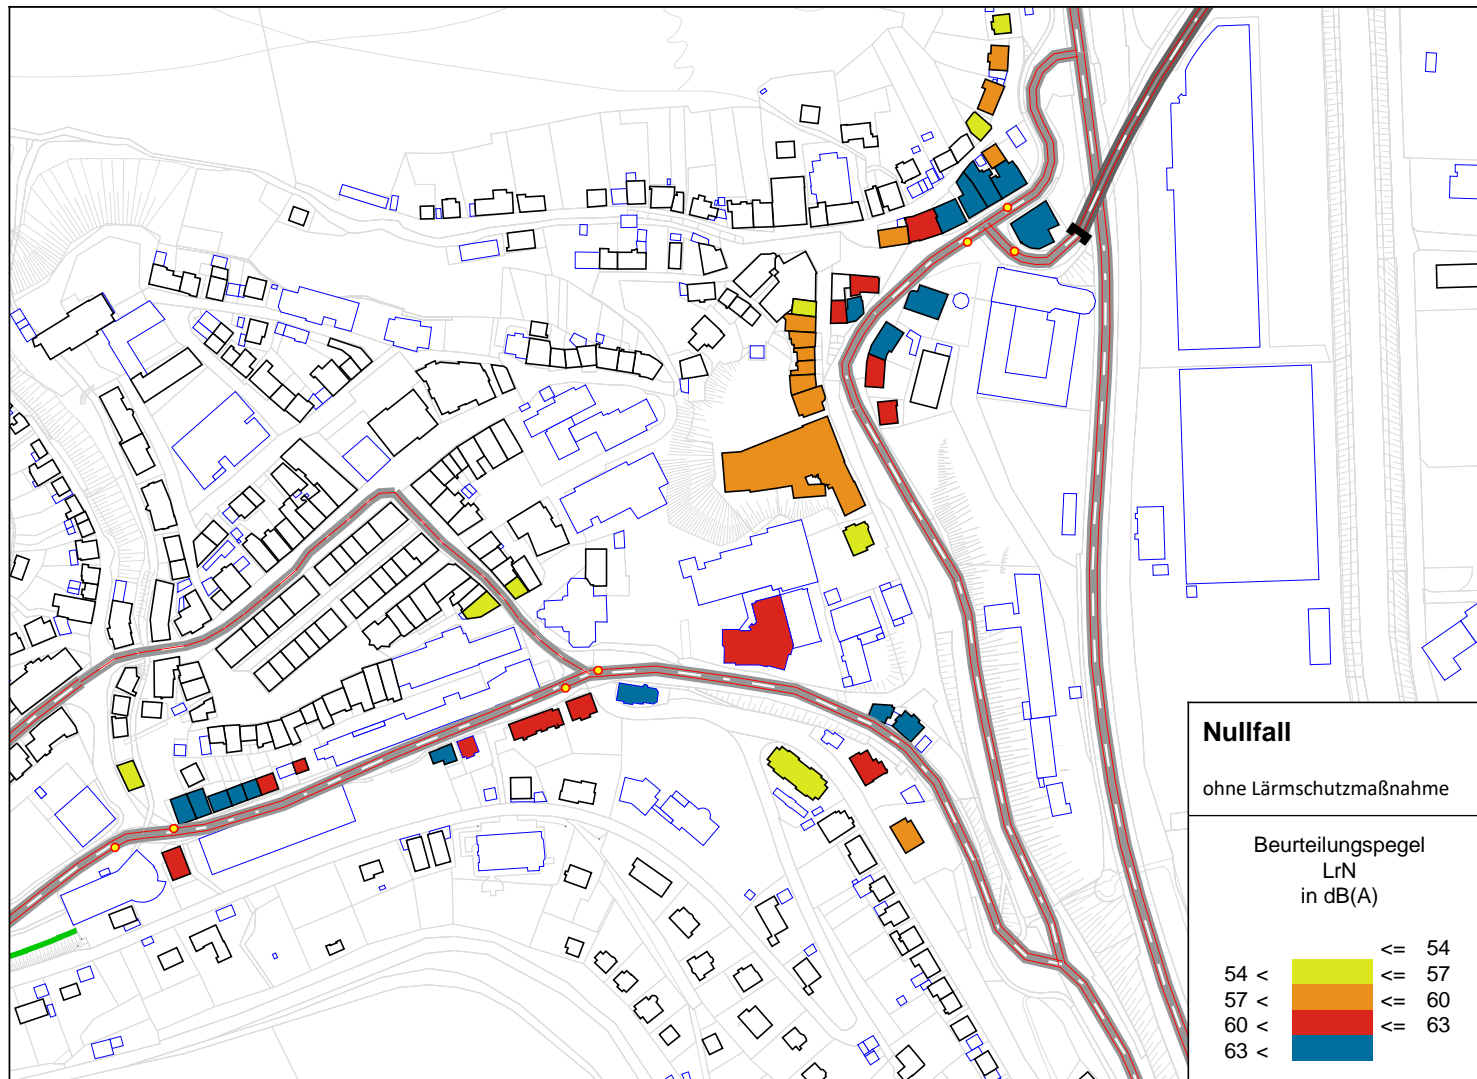 Nullfall
ohne Lärmschutzmaßnahme
Beurteilungspegel
LrN
in dB(A)
<= 54
54 < <= 57
57 < <= 60
60 < <= 63
63 <